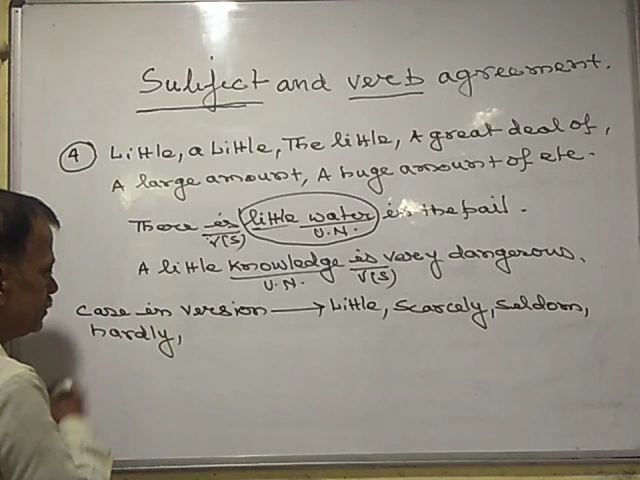 Subject and verb agreement.
4 Little, a little, The little, A great deal of,
A large amount, A huge amount of etc.
There is little water in the pail.
V(S) U.N.
A little knowledge is very dangerous.
U.N. V(S)
Case in version → Little, Scarcely, Seldom,
hardly,